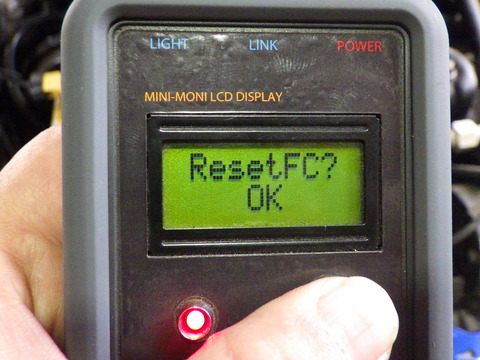 LIGHT LINK POWER
MINI-MONI LCD DISPLAY
ResetFC?
OK